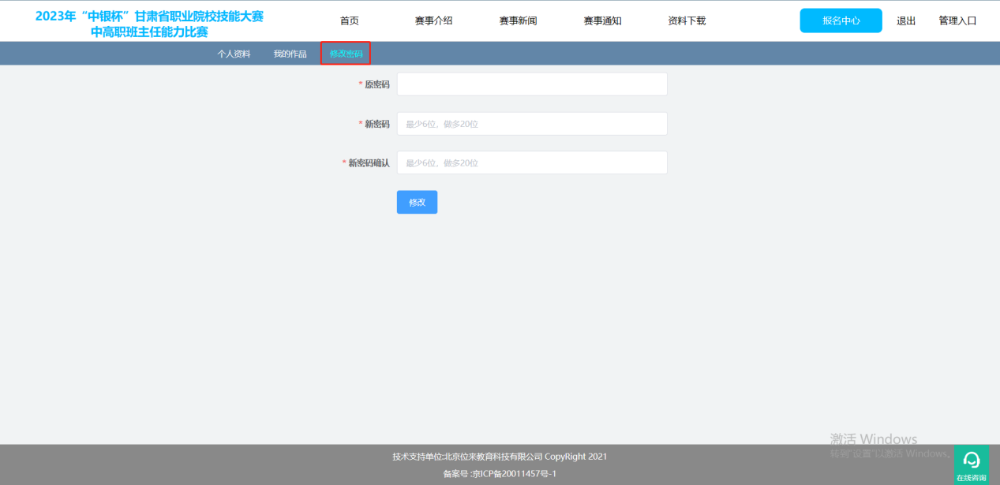 2023年“中银杯”甘肃省职业院校技能大赛
中高职班主任能力比赛
首页 赛事介绍 赛事新闻 赛事通知 资料下载 报名中心 退出 管理入口
个人资料 我的作品 修改密码
* 原密码
* 新密码 最少6位，做多20位
* 新密码确认 最少6位，做多20位
修改
激活 Windows
转到"设置"以激活 Windows。
技术支持单位:北京位来教育科技有限公司 CopyRight 2021
备案号 :京ICP备20011457号-1
在线咨询